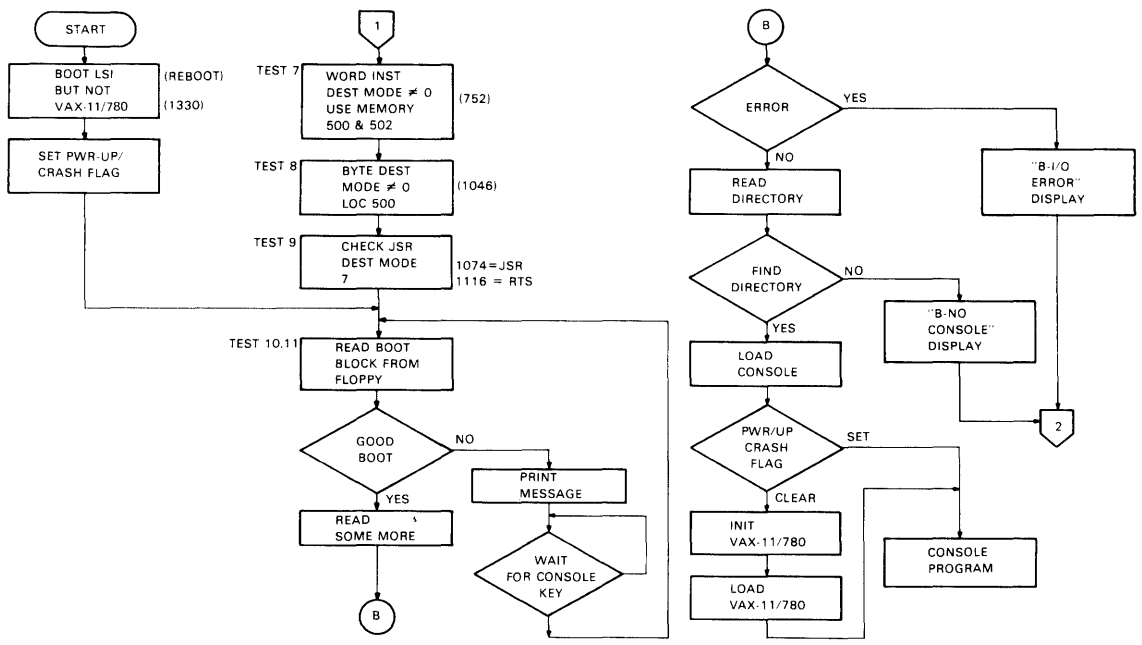 START
BOOT LSI
BUT NOT
VAX-11/780
(REBOOT)
(1330)
SET PWR-UP/
CRASH FLAG
1
TEST 7
WORD INST
DEST MODE ≠ 0
USE MEMORY
500 & 502
(752)
TEST 8
BYTE DEST
MODE ≠ 0
LOC 500
(1046)
TEST 9
CHECK JSR
DEST MODE
7
1074=JSR
1116 = RTS
TEST 10,11
READ BOOT
BLOCK FROM
FLOPPY
GOOD
BOOT
NO
YES
PRINT
MESSAGE
READ
SOME MORE
WAIT
FOR CONSOLE
KEY
B
B
ERROR
YES
NO
"B-I/O
ERROR"
DISPLAY
READ
DIRECTORY
FIND
DIRECTORY
NO
YES
"B-NO
CONSOLE"
DISPLAY
LOAD
CONSOLE
2
PWR/UP
CRASH
FLAG
SET
CLEAR
INIT
VAX-11/780
CONSOLE
PROGRAM
LOAD
VAX-11/780